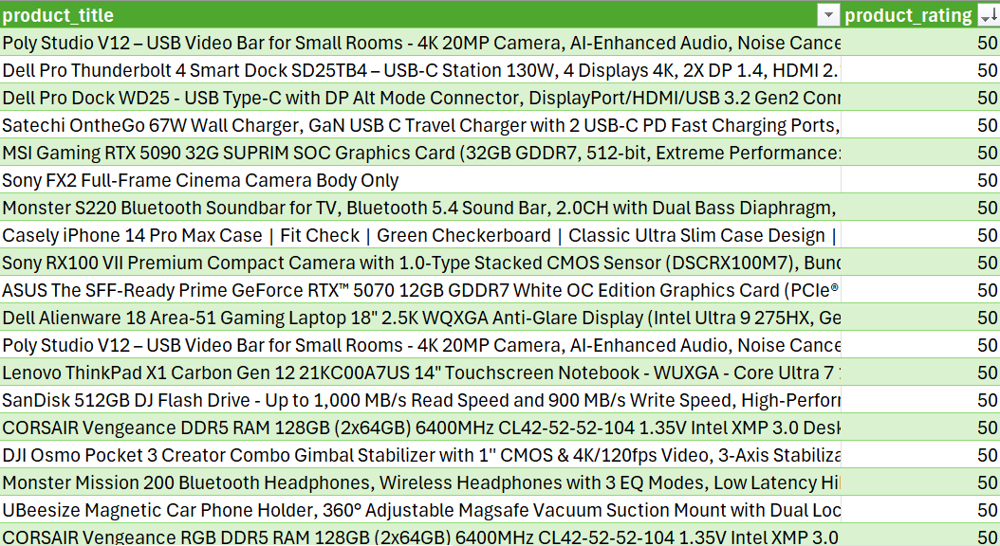 product_title product_rating
Poly Studio V12 – USB Video Bar for Small Rooms - 4K 20MP Camera, AI-Enhanced Audio, Noise Cance 50
Dell Pro Thunderbolt 4 Smart Dock SD25TB4 – USB-C Station 130W, 4 Displays 4K, 2X DP 1.4, HDMI 2. 50
Dell Pro Dock WD25 - USB Type-C with DP Alt Mode Connector, DisplayPort/HDMI/USB 3.2 Gen2 Conn 50
Satechi OntheGo 67W Wall Charger, GaN USB C Travel Charger with 2 USB-C PD Fast Charging Ports, 50
MSI Gaming RTX 5090 32G SUPRIM SOC Graphics Card (32GB GDDR7, 512-bit, Extreme Performance: 50
Sony FX2 Full-Frame Cinema Camera Body Only 50
Monster S220 Bluetooth Soundbar for TV, Bluetooth 5.4 Sound Bar, 2.0CH with Dual Bass Diaphragm, 50
Casely iPhone 14 Pro Max Case | Fit Check | Green Checkerboard | Classic Ultra Slim Case Design | 50
Sony RX100 VII Premium Compact Camera with 1.0-Type Stacked CMOS Sensor (DSCRX100M7), Bund 50
ASUS The SFF-Ready Prime GeForce RTX™ 5070 12GB GDDR7 White OC Edition Graphics Card (PCIe® 50
Dell Alienware 18 Area-51 Gaming Laptop 18" 2.5K WQXGA Anti-Glare Display (Intel Ultra 9 275HX, Ge 50
Poly Studio V12 – USB Video Bar for Small Rooms - 4K 20MP Camera, AI-Enhanced Audio, Noise Cance 50
Lenovo ThinkPad X1 Carbon Gen 12 21KC00A7US 14" Touchscreen Notebook - WUXGA - Core Ultra 7 50
SanDisk 512GB DJ Flash Drive - Up to 1,000 MB/s Read Speed and 900 MB/s Write Speed, High-Perfor 50
CORSAIR Vengeance DDR5 RAM 128GB (2x64GB) 6400MHz CL42-52-52-104 1.35V Intel XMP 3.0 Desk 50
DJI Osmo Pocket 3 Creator Combo Gimbal Stabilizer with 1" CMOS & 4K/120fps Video, 3-Axis Stabiliza 50
Monster Mission 200 Bluetooth Headphones, Wireless Headphones with 3 EQ Modes, Low Latency Hi 50
UBeesize Magnetic Car Phone Holder, 360° Adjustable Magsafe Vacuum Suction Mount with Dual Loc 50
CORSAIR Vengeance RGB DDR5 RAM 128GB (2x64GB) 6400MHz CL42-52-52-104 1.35V Intel XMP 3.0 50